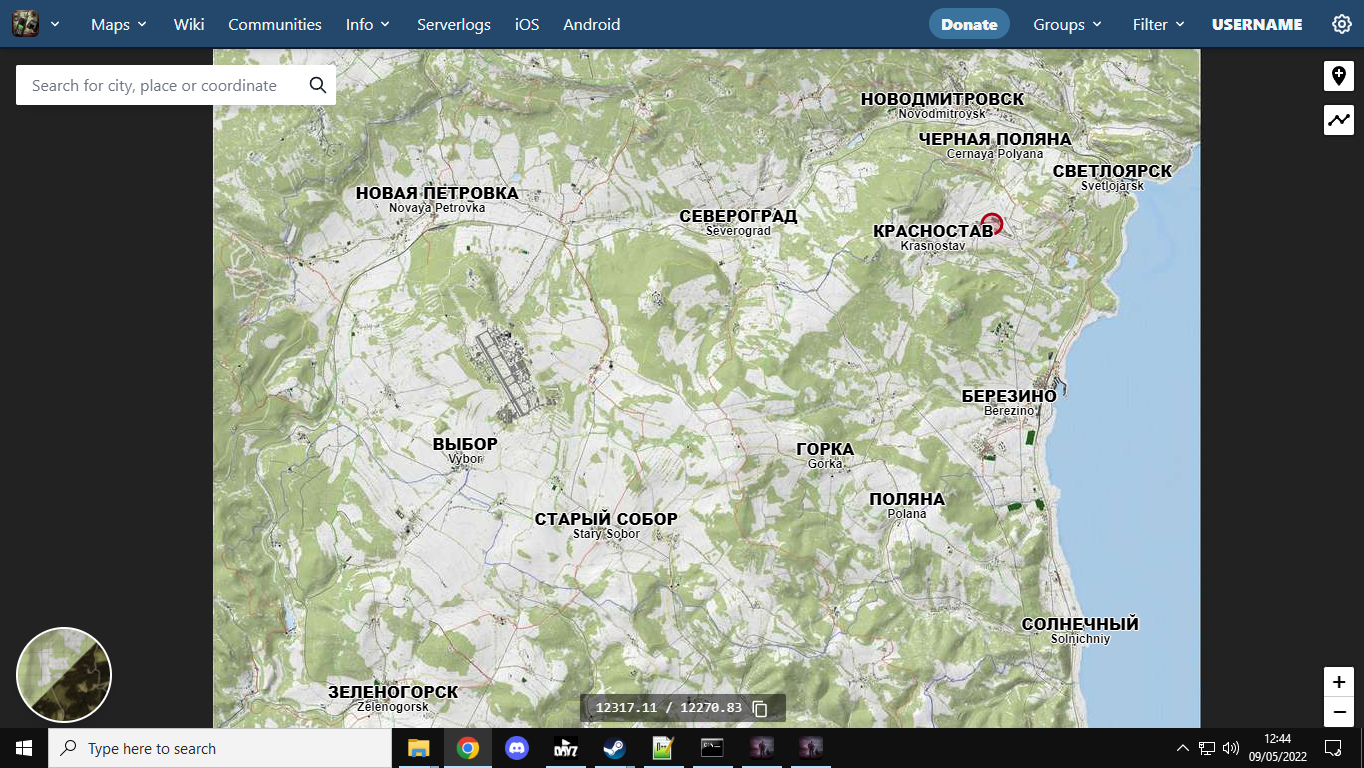 Maps Wiki Communities Info Serverlogs iOS Android Donate Groups Filter USERNAME
Search for city, place or coordinate
НОВОДМИТРОВСК
Novodmitrovsk
ЧЕРНАЯ ПОЛЯНА
Cernaya Polyana
СВЕТЛОЯРСК
Svetlojarsk
НОВАЯ ПЕТРОВКА
Novaya Petrovka
СЕВЕРОГРАД
Severograd
КРАСНОСТАВ
Krasnostav
БЕРЕЗИНО
Berezino
ВЫБОР
Vybor
ГОРКА
Gorka
ПОЛЯНА
Polana
СТАРЫЙ СОБОР
Stary Sobor
СОЛНЕЧНЫЙ
Solnichniy
ЗЕЛЕНОГОРСК
Zelenogorsk
12317.11 / 12270.83
+
−
Type here to search
DAYZ
12:44
09/05/2022